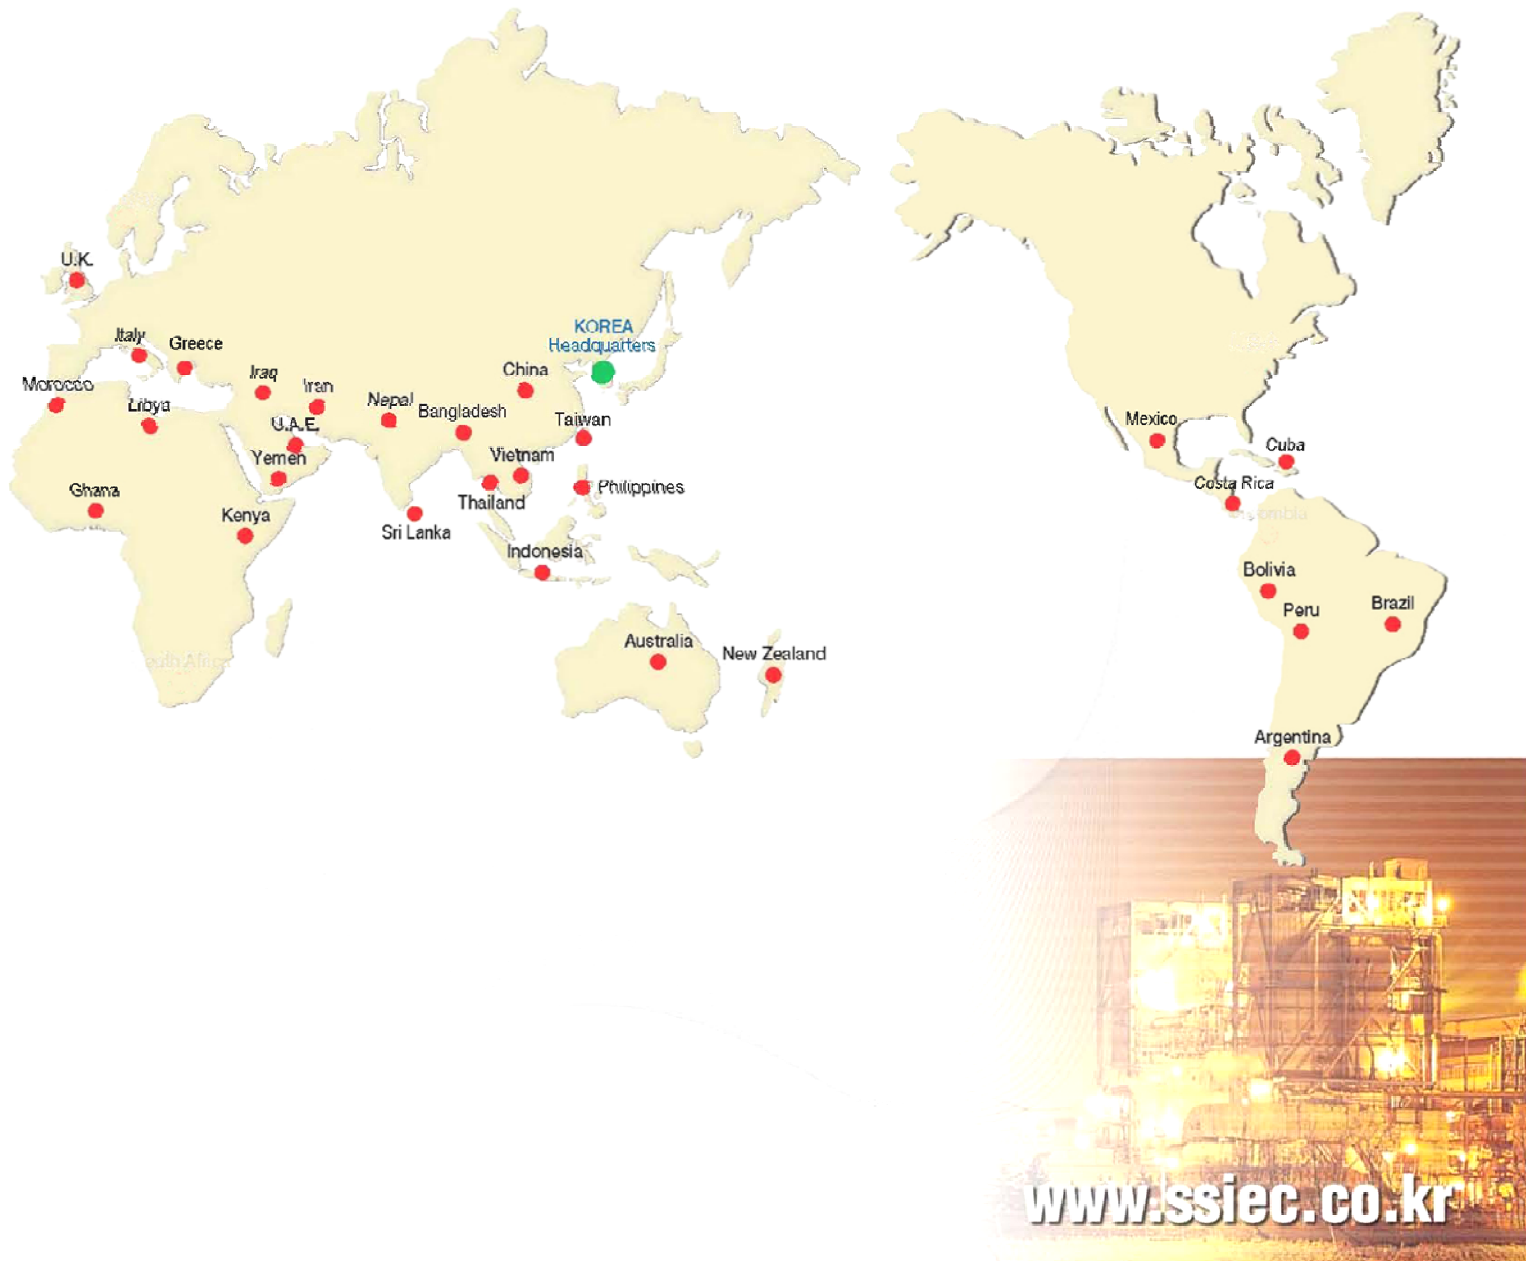 U.K.
KOREA
Headquarters
Italy
Greece
China
Iraq
Iran
Morocco
Nepal
Libya
Bangladesh
Taiwan
U.A.E.
Yemen
Vietnam
Ghana
Thailand
Philippines
Kenya
Sri Lanka
Indonesia
Australia
New Zealand
Mexico
Cuba
Costa Rica
Bolivia
Peru
Brazil
Argentina
www.ssiec.co.kr